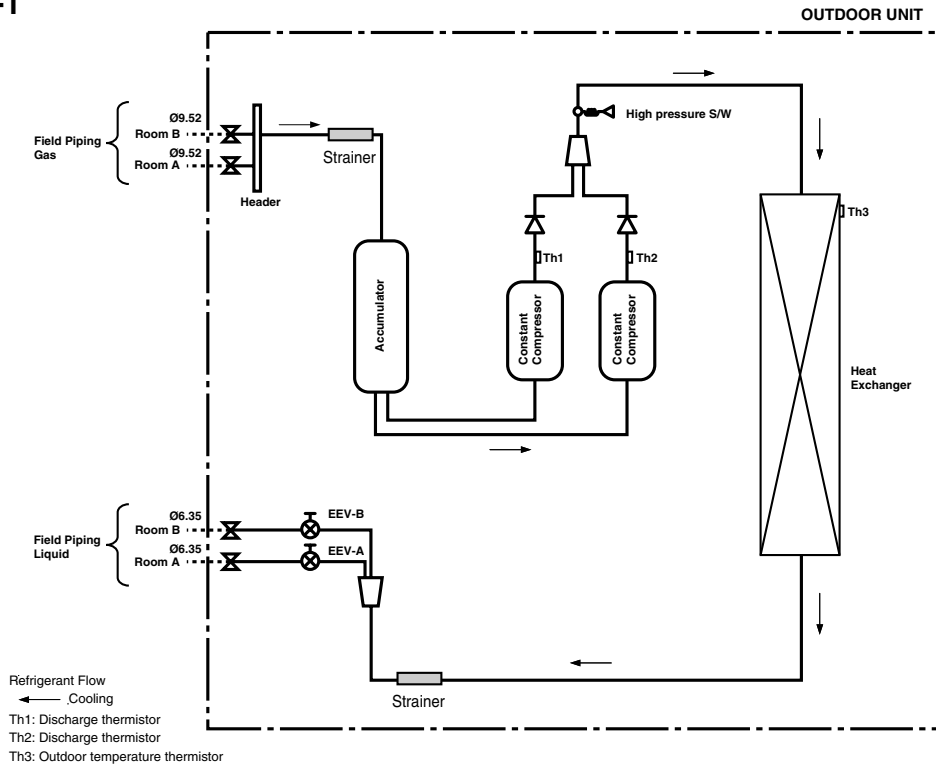 -1
OUTDOOR UNIT
High pressure S/W
Field Piping
Gas
Ø9.52
Room B
Ø9.52
Room A
Header
Strainer
Th1
Th2
Th3
Accumulator
Constant
Compressor
Constant
Compressor
Heat
Exchanger
Field Piping
Liquid
Ø6.35
Room B
Ø6.35
Room A
EEV-B
EEV-A
Strainer
Refrigerant Flow
Cooling
Th1: Discharge thermistor
Th2: Discharge thermistor
Th3: Outdoor temperature thermistor